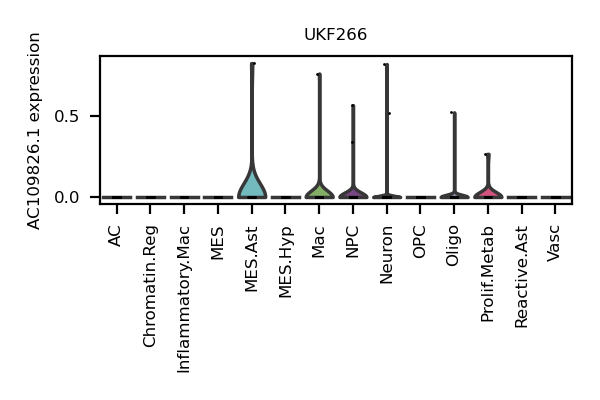 UKF266
AC109826.1 expression
0.5
0.0
AC
Chromatin.Reg
Inflammatory.Mac
MES
MES.Ast
MES.Hyp
Mac
NPC
Neuron
OPC
Oligo
Prolif.Metab
Reactive.Ast
Vasc